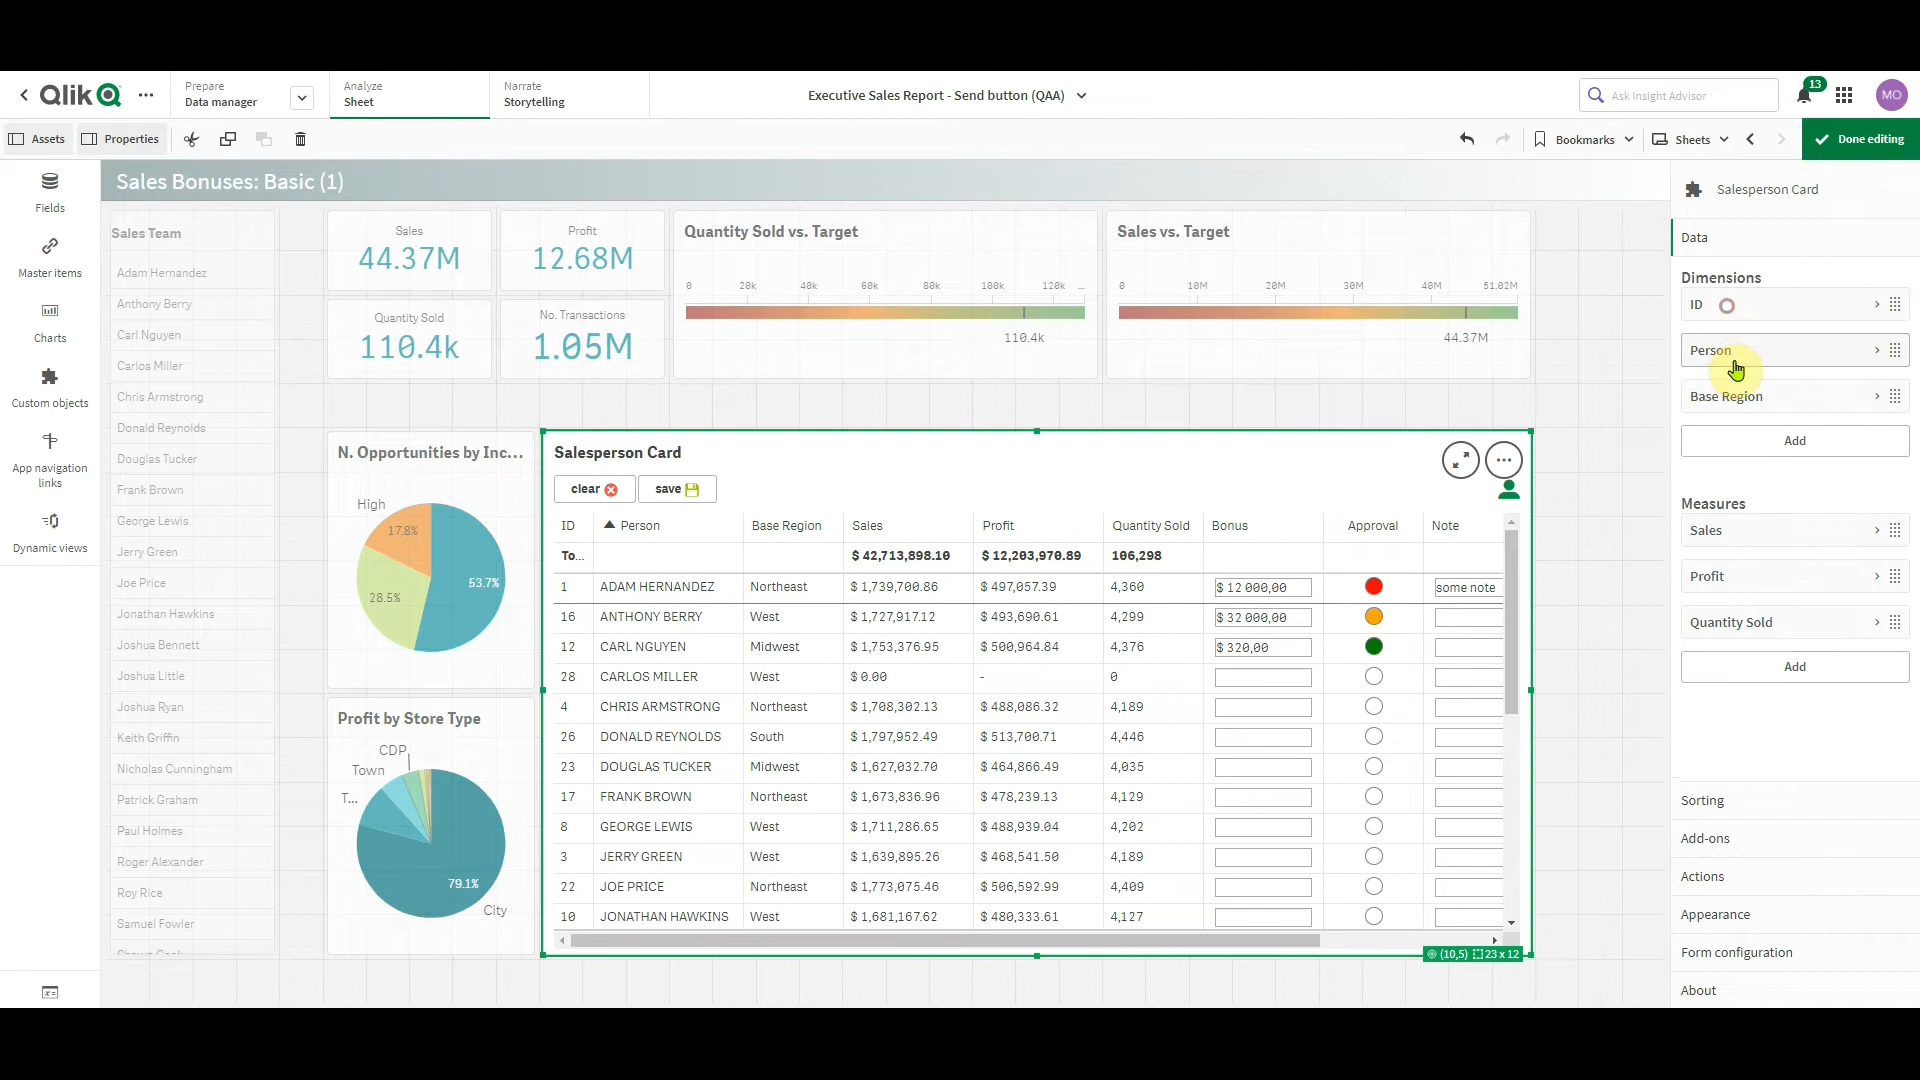 Qlik
Prepare
Data manager
Analyze
Sheet
Narrate
Storytelling
Executive Sales Report - Send button (QAA)
Ask Insight Advisor
13
MO
Assets
Properties
Bookmarks
Sheets
Done editing
Fields
Master items
Charts
Custom objects
App navigation
links
Dynamic views
Sales Bonuses: Basic (1)
Sales Team
Adam Hernandez
Anthony Berry
Carl Nguyen
Carlos Miller
Chris Armstrong
Donald Reynolds
Douglas Tucker
Frank Brown
George Lewis
Jerry Green
Joe Price
Jonathan Hawkins
Joshua Bennett
Joshua Little
Joshua Ryan
Keith Griffin
Nicholas Cunningham
Patrick Graham
Paul Holmes
Roger Alexander
Roy Rice
Samuel Fowler
Sales
44.37M
Profit
12.68M
Quantity Sold
110.4k
No. Transactions
1.05M
Quantity Sold vs. Target
0 20k 40k 60k 80k 100k 120k ...
110.4k
Sales vs. Target
0 10M 20M 30M 40M 51.02M
44.37M
N. Opportunities by Inc...
High
17.8%
53.7%
28.5%
Profit by Store Type
CDP
Town
T...
79.1%
City
Salesperson Card
clear
save
ID Person Base Region Sales Profit Quantity Sold Bonus Approval Note
To... $ 42,713,898.10 $ 12,203,970.89 106,298
1 ADAM HERNANDEZ Northeast $ 1,739,700.86 $ 497,057.39 4,360 $ 12 000,00 some note
16 ANTHONY BERRY West $ 1,727,917.12 $ 493,690.61 4,299 $ 32 000,00
12 CARL NGUYEN Midwest $ 1,753,376.95 $ 500,964.84 4,376 $ 320,00
28 CARLOS MILLER West $ 0.00 - 0
4 CHRIS ARMSTRONG Northeast $ 1,708,302.13 $ 488,086.32 4,189
26 DONALD REYNOLDS South $ 1,797,952.49 $ 513,700.71 4,446
23 DOUGLAS TUCKER Midwest $ 1,627,032.70 $ 464,866.49 4,035
17 FRANK BROWN Northeast $ 1,673,836.96 $ 478,239.13 4,129
8 GEORGE LEWIS West $ 1,711,286.65 $ 488,939.04 4,202
3 JERRY GREEN West $ 1,639,895.26 $ 468,541.50 4,189
22 JOE PRICE Northeast $ 1,773,075.46 $ 506,592.99 4,409
10 JONATHAN HAWKINS West $ 1,681,167.62 $ 480,333.61 4,127
(10,5) 23 x 12
Salesperson Card
Data
Dimensions
ID
Person
Base Region
Add
Measures
Sales
Profit
Quantity Sold
Add
Sorting
Add-ons
Actions
Appearance
Form configuration
About